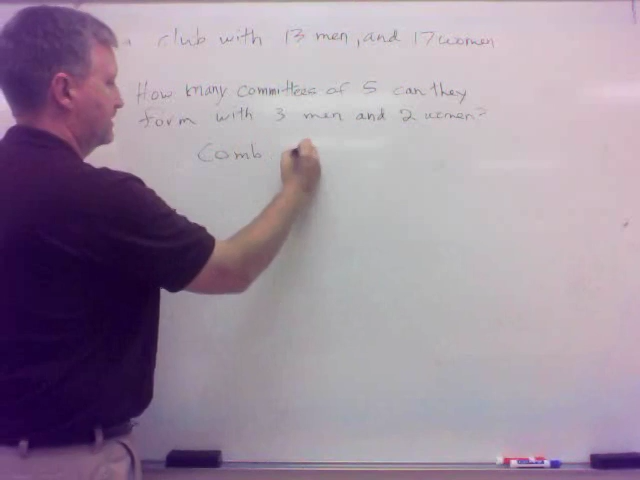 club with 13 men, and 17 women
How many committees of 5 can they
form with 3 men and 2 women?
Comb